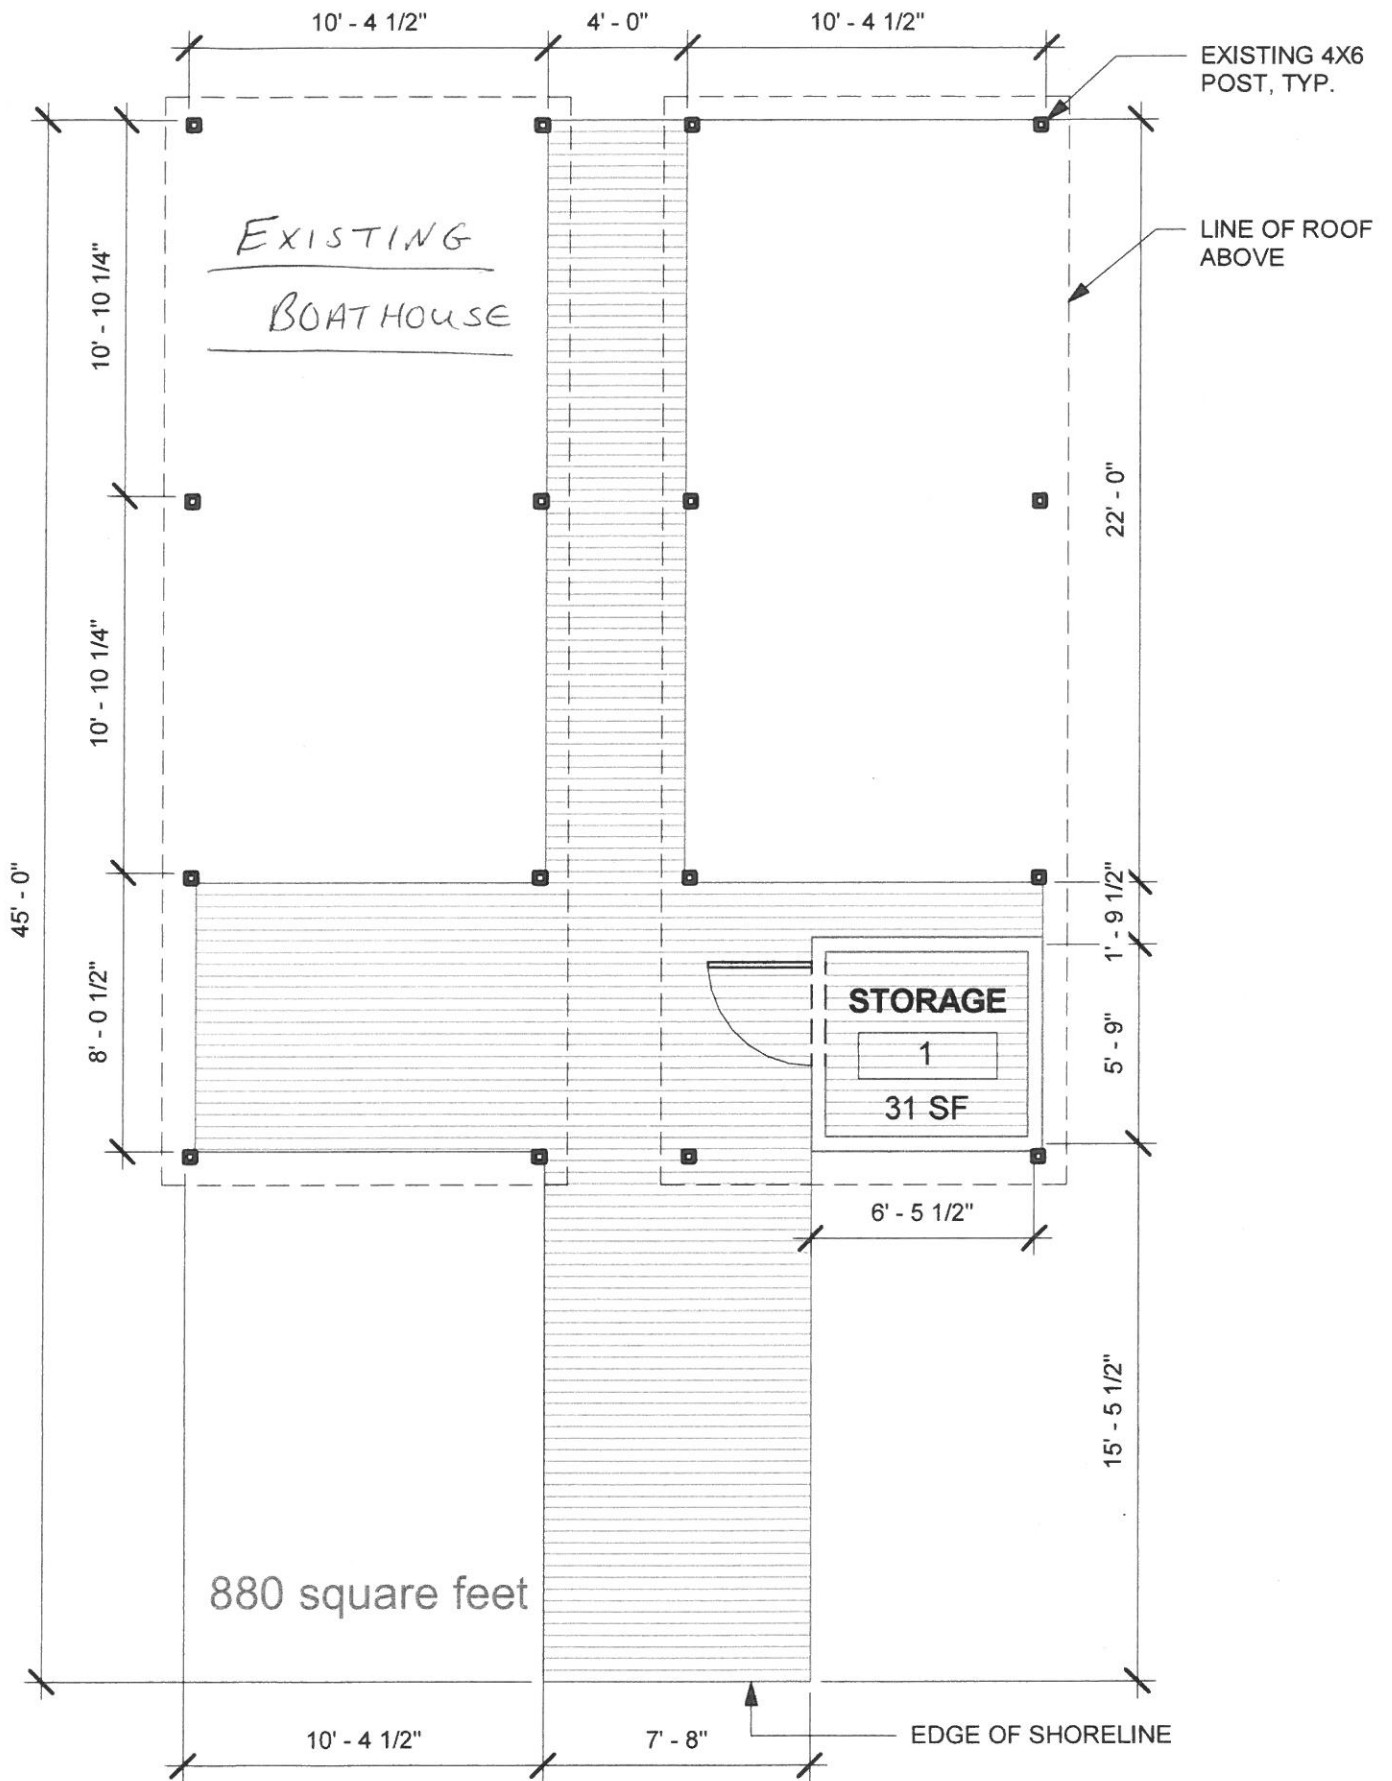 10' - 4 1/2"
4' - 0"
10' - 4 1/2"
EXISTING 4X6
POST, TYP.
LINE OF ROOF
ABOVE
EXISTING
BOATHOUSE
10' - 10 1/4"
22' - 0"
10' - 10 1/4"
45' - 0"
1' - 9 1/2"
8' - 0 1/2"
STORAGE
1
31 SF
5' - 9"
6' - 5 1/2"
15' - 5 1/2"
880 square feet
10' - 4 1/2"
7' - 8"
EDGE OF SHORELINE